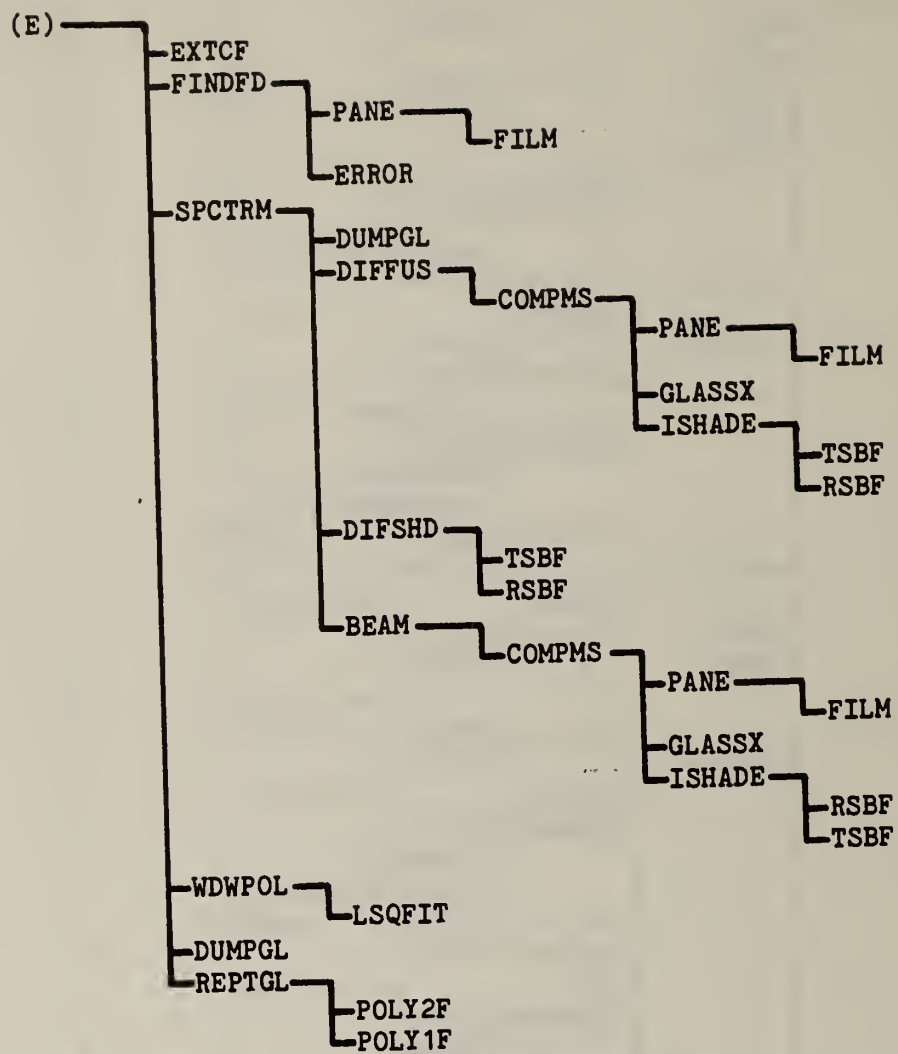 (E)
EXTCF
FINDFD
PANE
FILM
ERROR
SPCTRM
DUMPGL
DIFFUS
COMPMS
PANE
FILM
GLASSX
ISHADE
TSBF
RSBF
DIFSHD
TSBF
RSBF
BEAM
COMPMS
PANE
FILM
GLASSX
ISHADE
RSBF
TSBF
WDWPOL
LSQFIT
DUMPGL
REPTGL
POLY2F
POLY1F